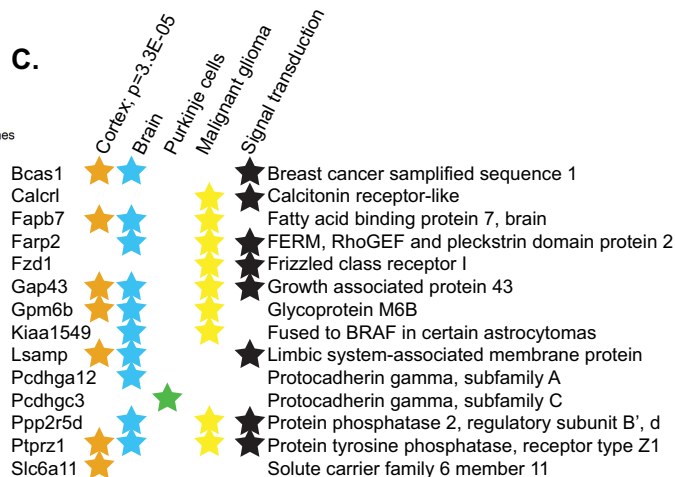 C.
Cortex; p=3.3E-05
Brain
Purkinje cells
Malignant glioma
Signal transduction
nes
Bcas1 Breast cancer samplified sequence 1
Calcrl Calcitonin receptor-like
Fapb7 Fatty acid binding protein 7, brain
Farp2 FERM, RhoGEF and pleckstrin domain protein 2
Fzd1 Frizzled class receptor I
Gap43 Growth associated protein 43
Gpm6b Glycoprotein M6B
Kiaa1549 Fused to BRAF in certain astrocytomas
Lsamp Limbic system-associated membrane protein
Pcdhga12 Protocadherin gamma, subfamily A
Pcdhgc3 Protocadherin gamma, subfamily C
Ppp2r5d Protein phosphatase 2, regulatory subunit B', d
Ptprz1 Protein tyrosine phosphatase, receptor type Z1
Slc6a11 Solute carrier family 6 member 11